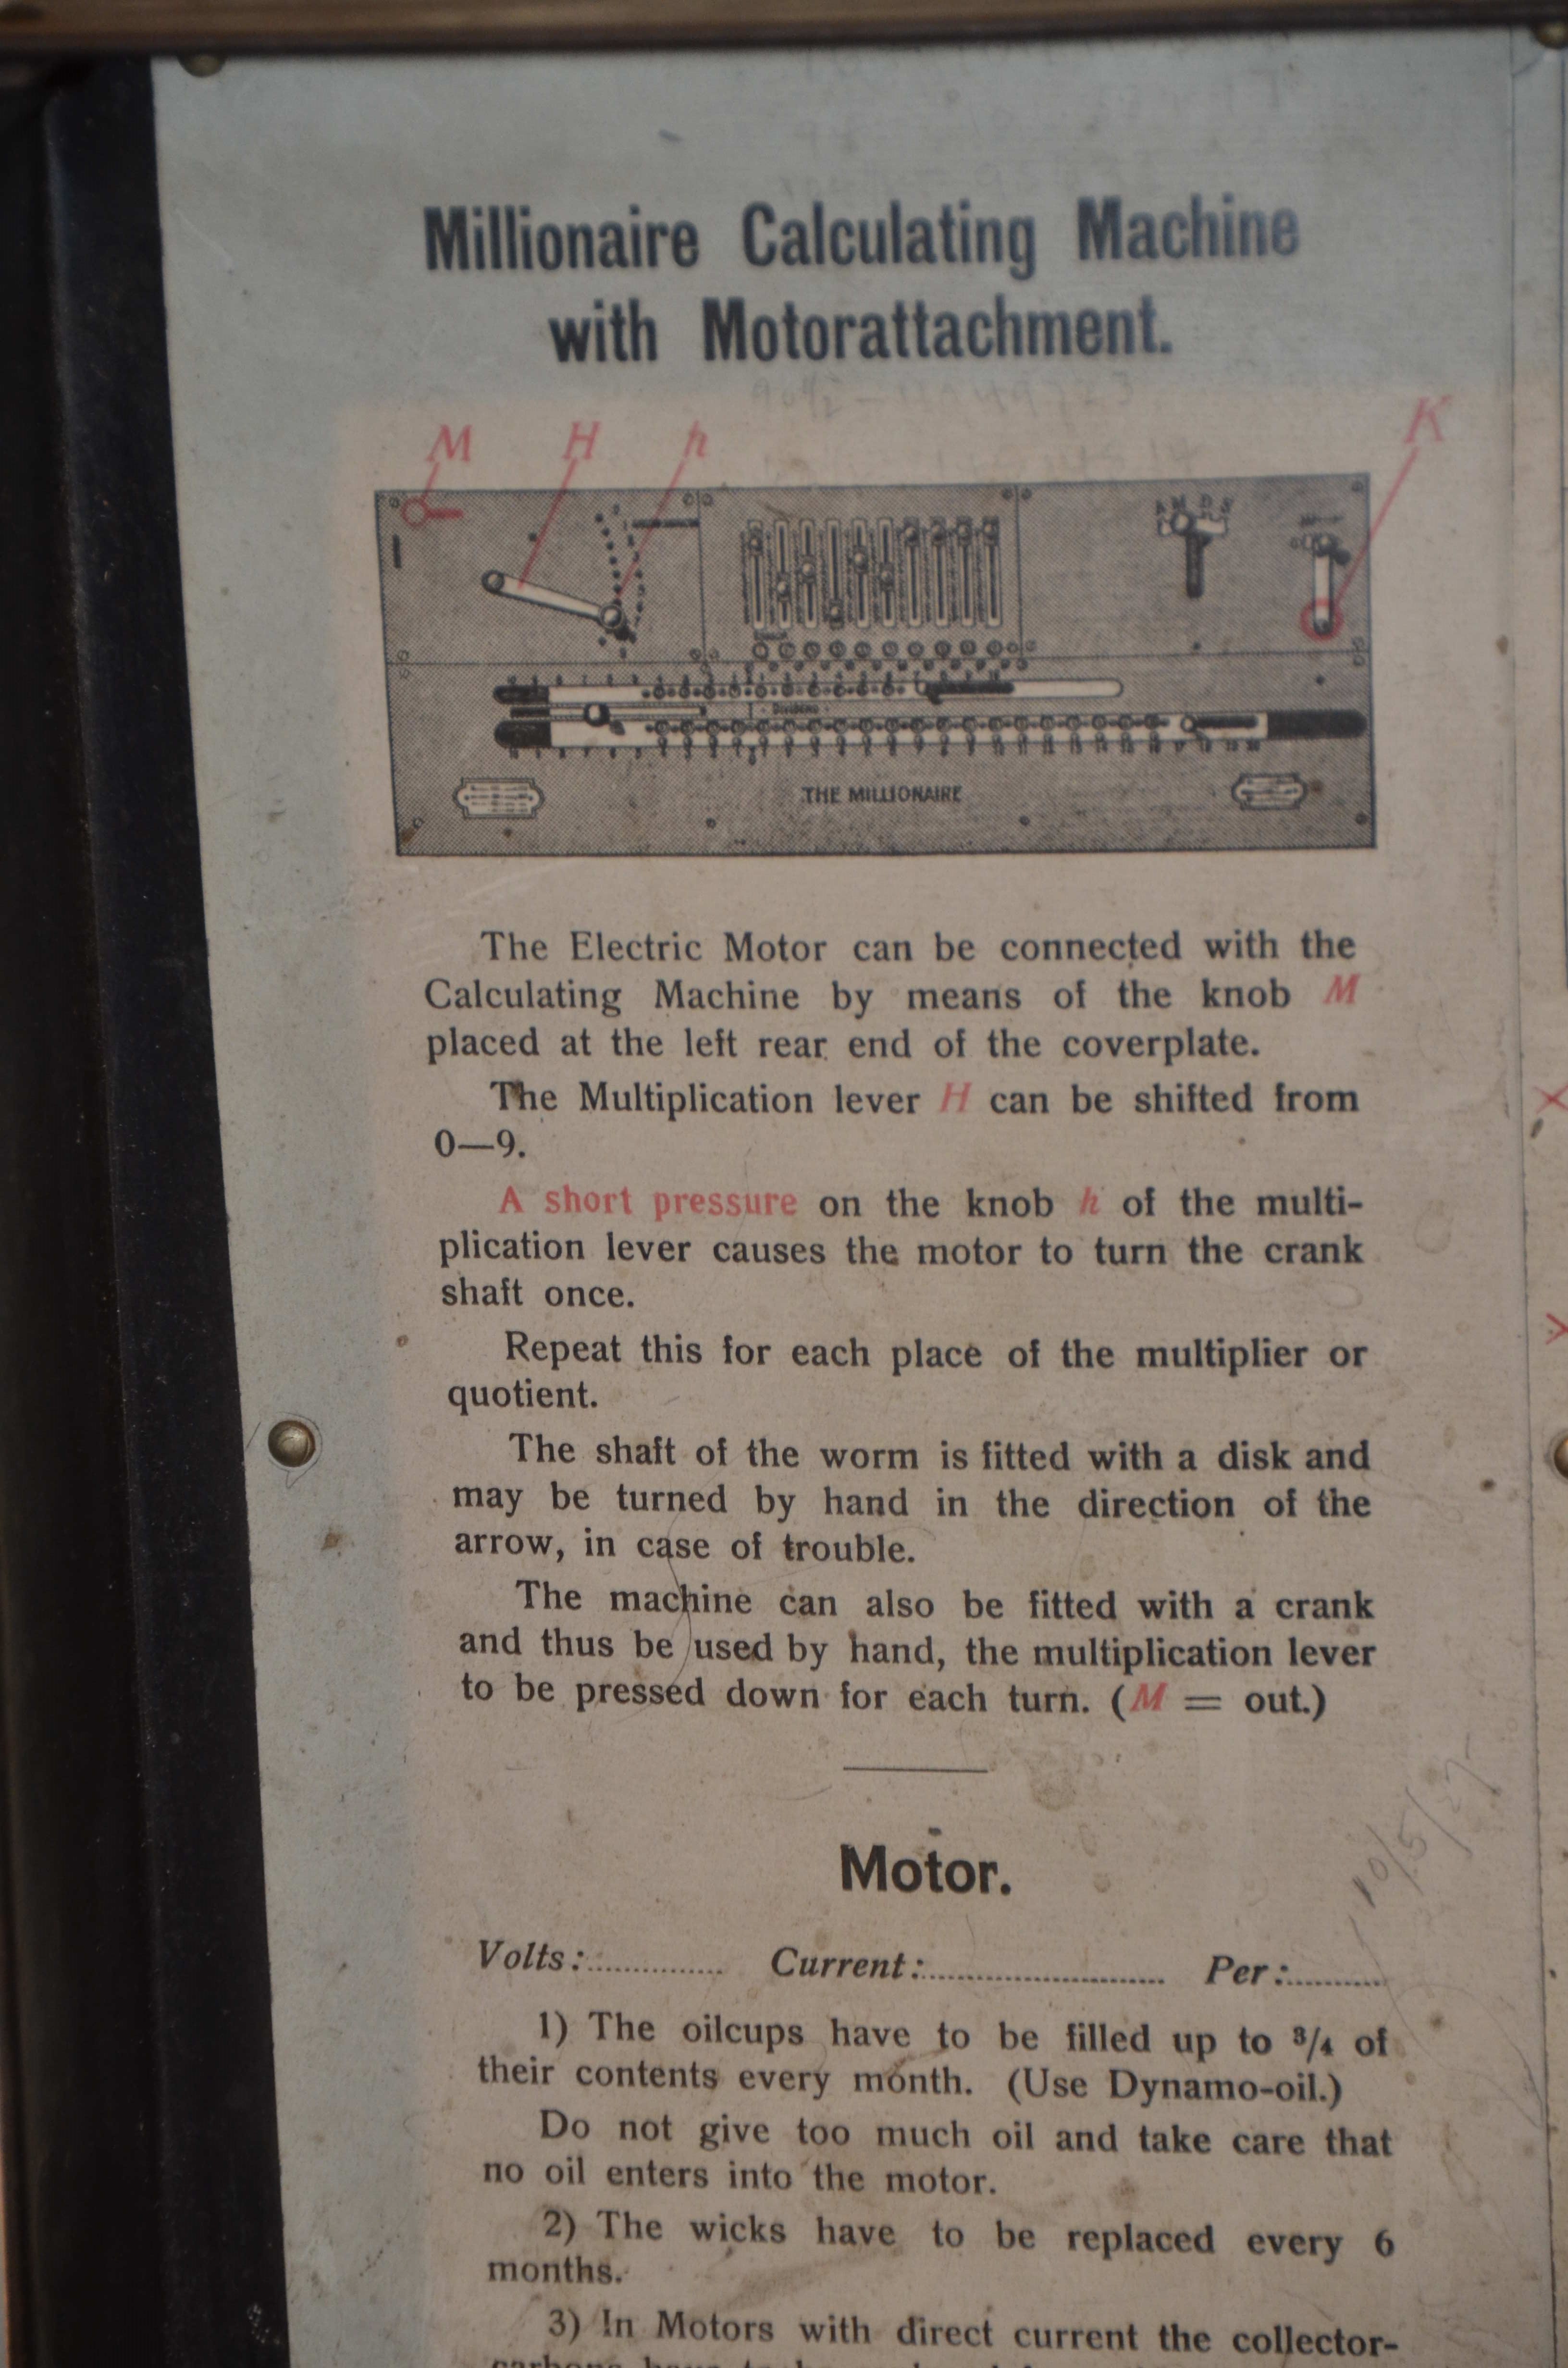 Millionaire Calculating Machine
with Motorattachment.
M H h K
A M D S
THE MILLIONAIRE
The Electric Motor can be connected with the
Calculating Machine by means of the knob M
placed at the left rear end of the coverplate.
The Multiplication lever H can be shifted from
0—9.
A short pressure on the knob h of the multi-
plication lever causes the motor to turn the crank
shaft once.
Repeat this for each place of the multiplier or
quotient.
The shaft of the worm is fitted with a disk and
may be turned by hand in the direction of the
arrow, in case of trouble.
The machine can also be fitted with a crank
and thus be used by hand, the multiplication lever
to be pressed down for each turn. (M = out.)
10/5/27
Motor.
Volts:............... Current:.......................... Per:...........
1) The oilcups have to be filled up to 3/4 of
their contents every month. (Use Dynamo-oil.)
Do not give too much oil and take care that
no oil enters into the motor.
2) The wicks have to be replaced every 6
months.
3) In Motors with direct current the collector-